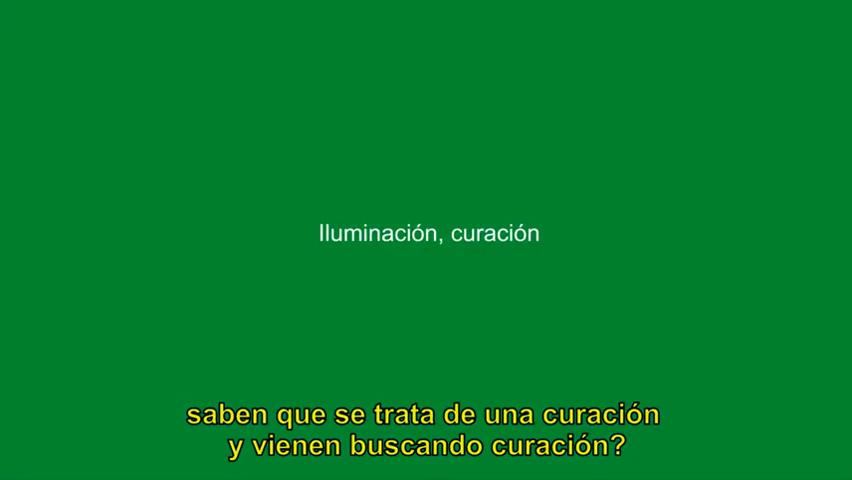 Iluminación, curación
saben que se trata de una curación
y vienen buscando curación?